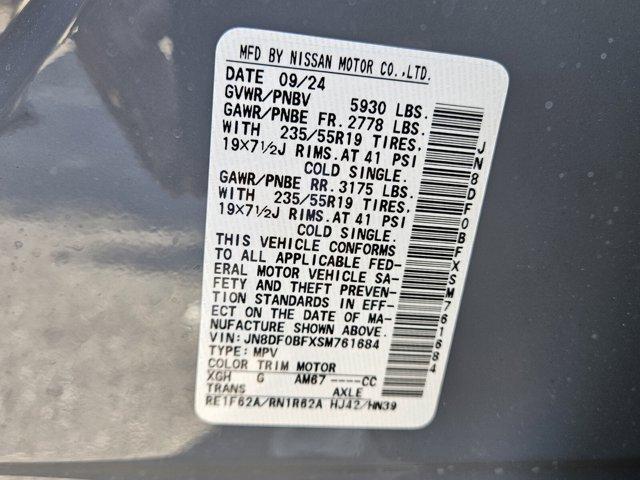 MFD BY NISSAN MOTOR CO.,LTD.
DATE 09/24
GVWR/PNBV 5930 LBS.
GAWR/PNBE FR. 2778 LBS.
WITH 235/55R19 TIRES.
19×7½J RIMS.AT 41 PSI
COLD SINGLE.
GAWR/PNBE RR. 3175 LBS.
WITH 235/55R19 TIRES.
19×7½J RIMS.AT 41 PSI
COLD SINGLE.
THIS VEHICLE CONFORMS
TO ALL APPLICABLE FED-
ERAL MOTOR VEHICLE SA-
FETY AND THEFT PREVEN-
TION STANDARDS IN EFF-
ECT ON THE DATE OF MA-
NUFACTURE SHOWN ABOVE.
VIN: JN8DF0BFXSM761684
TYPE: MPV
COLOR TRIM MOTOR
XGH G AM67 ----CC
TRANS AXLE
RE1F62A/RN1R62A HJ42/HN39
JN8DF0BFXSM761684